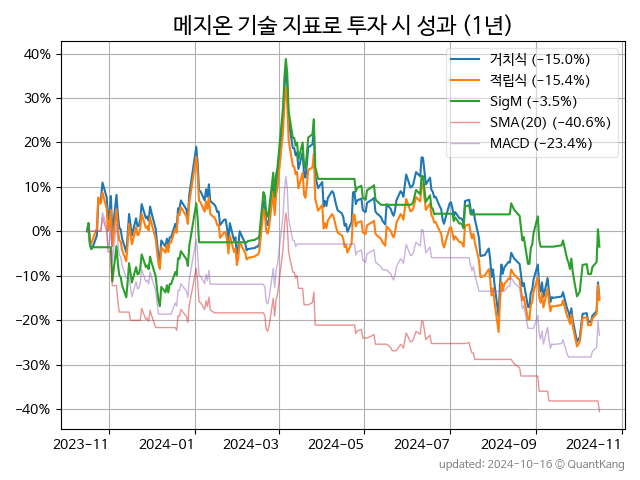 메지온 기술 지표로 투자 시 성과 (1년)
거치식 (−15.0%)
적립식 (−15.4%)
SigM (−3.5%)
SMA(20) (−40.6%)
MACD (−23.4%)
40%
30%
20%
10%
0%
−10%
−20%
−30%
−40%
2023-11 2024-01 2024-03 2024-05 2024-07 2024-09 2024-11
updated: 2024-10-16 © QuantKang